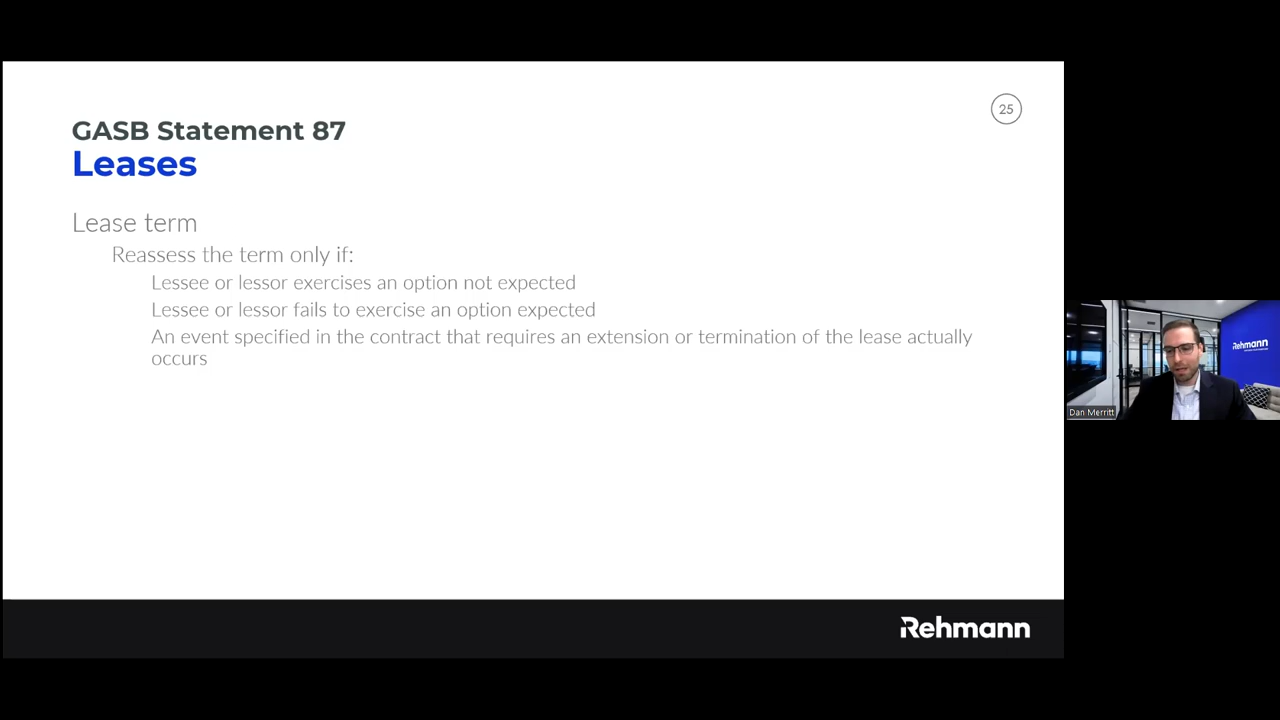 25
GASB Statement 87
Leases
Lease term
Reassess the term only if:
Lessee or lessor exercises an option not expected
Lessee or lessor fails to exercise an option expected
An event specified in the contract that requires an extension or termination of the lease actually
occurs
Rehmann
Dan Merritt
Rehmann